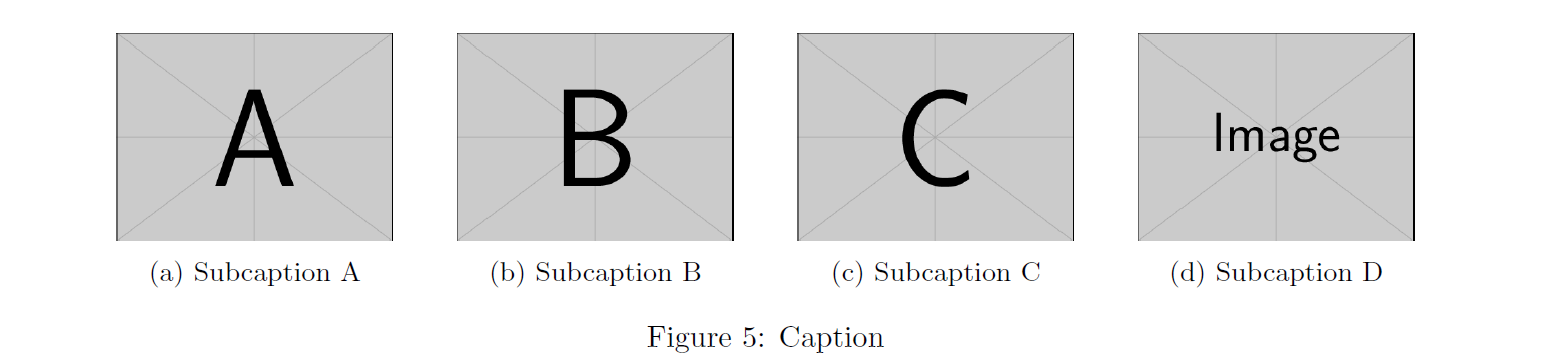 A B C Image
(a) Subcaption A (b) Subcaption B (c) Subcaption C (d) Subcaption D
Figure 5: Caption